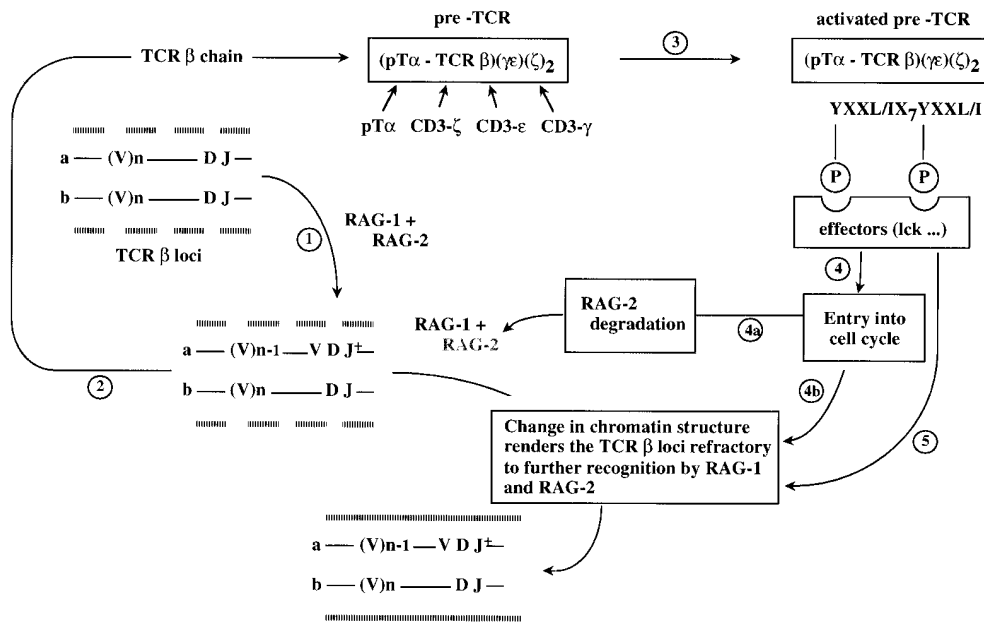 pre -TCR
activated pre -TCR
TCR β chain
(pTα - TCR β)(γε)(ζ)2
3
(pTα - TCR β)(γε)(ζ)2
pTα CD3-ζ CD3-ε CD3-γ
YXXL/IX7YXXL/I
a (V)n D J
b (V)n D J
P P
TCR β loci
1
RAG-1 +
RAG-2
effectors (lck ...)
4
RAG-2
degradation
4a
Entry into
cell cycle
RAG-1 +
RAG-2
a (V)n-1 V D J+
b (V)n D J
2
4b
5
Change in chromatin structure
renders the TCR β loci refractory
to further recognition by RAG-1
and RAG-2
a (V)n-1 V D J+
b (V)n D J